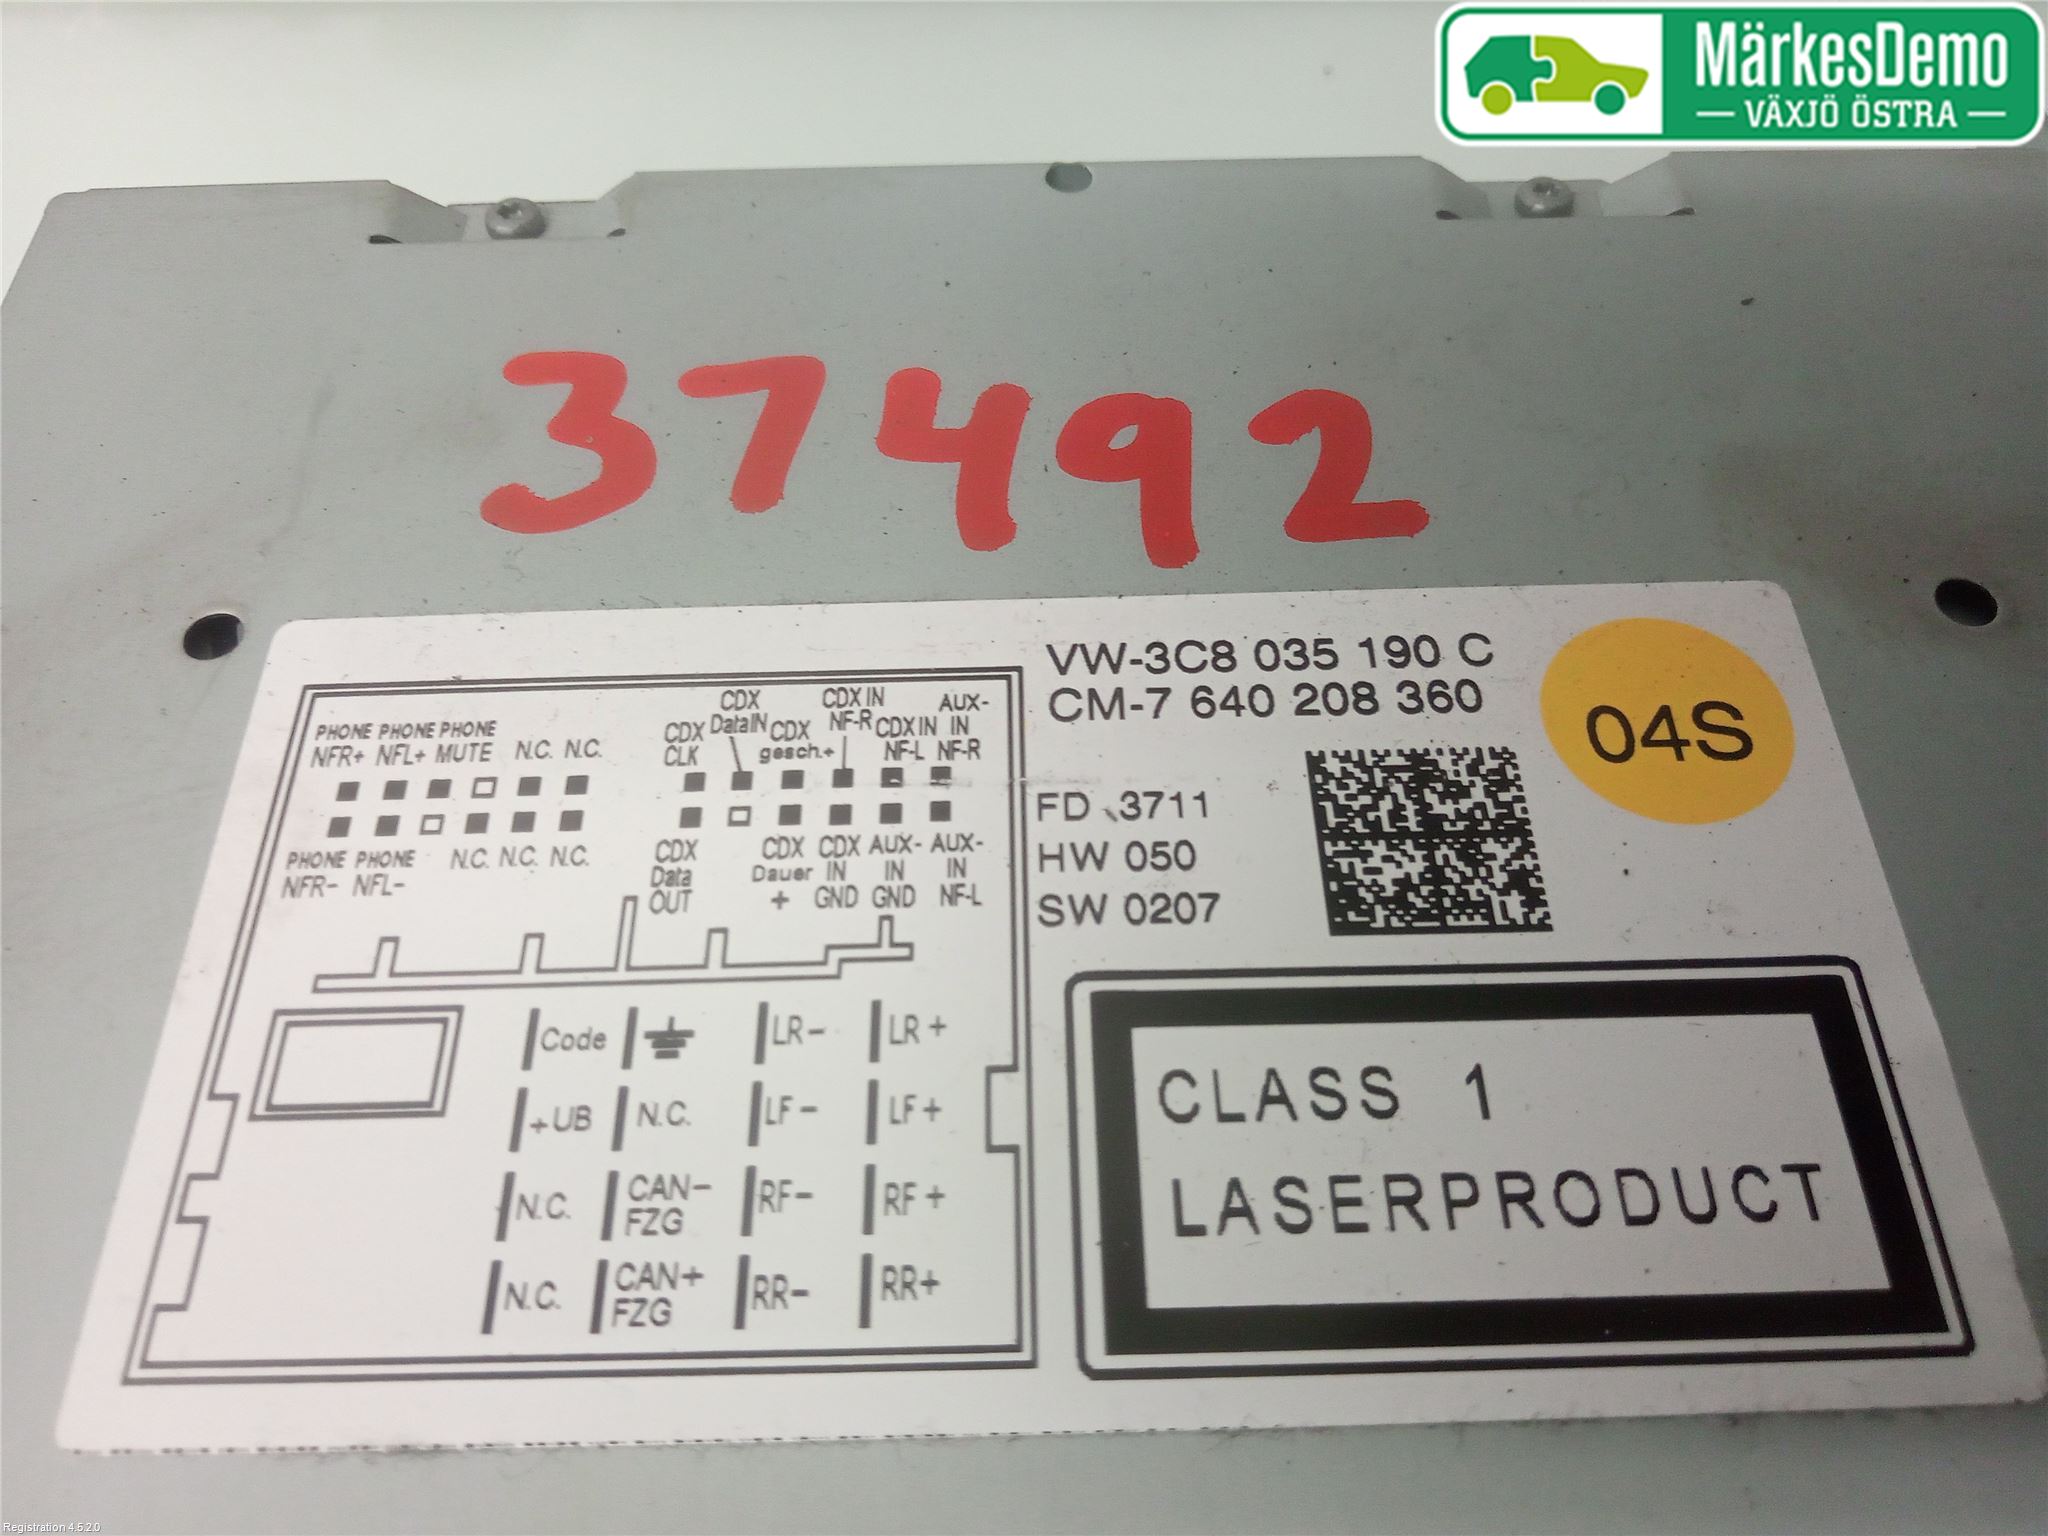 MärkesDemo
VÄXJÖ ÖSTRA
37492
VW-3C8 035 190 C
CM-7 640 208 360
04S
FD 3711
HW 050
SW 0207
CLASS 1
LASERPRODUCT
PHONE PHONE PHONE
NFR+ NFL+ MUTE N.C. N.C.
PHONE PHONE N.C. N.C. N.C.
NFR- NFL-
CDX CDX IN AUX-
CDX DataIN CDX NF-R CDX IN IN
CLK gesch.+ NF-L NF-R
CDX CDX CDX AUX- AUX-
Data Dauer IN IN IN
OUT + GND GND NF-L
Code LR- LR+
+UB N.C. LF- LF+
N.C. CAN- RF- RF+
FZG
N.C. CAN+ RR- RR+
FZG
Registration 4.5.2.0